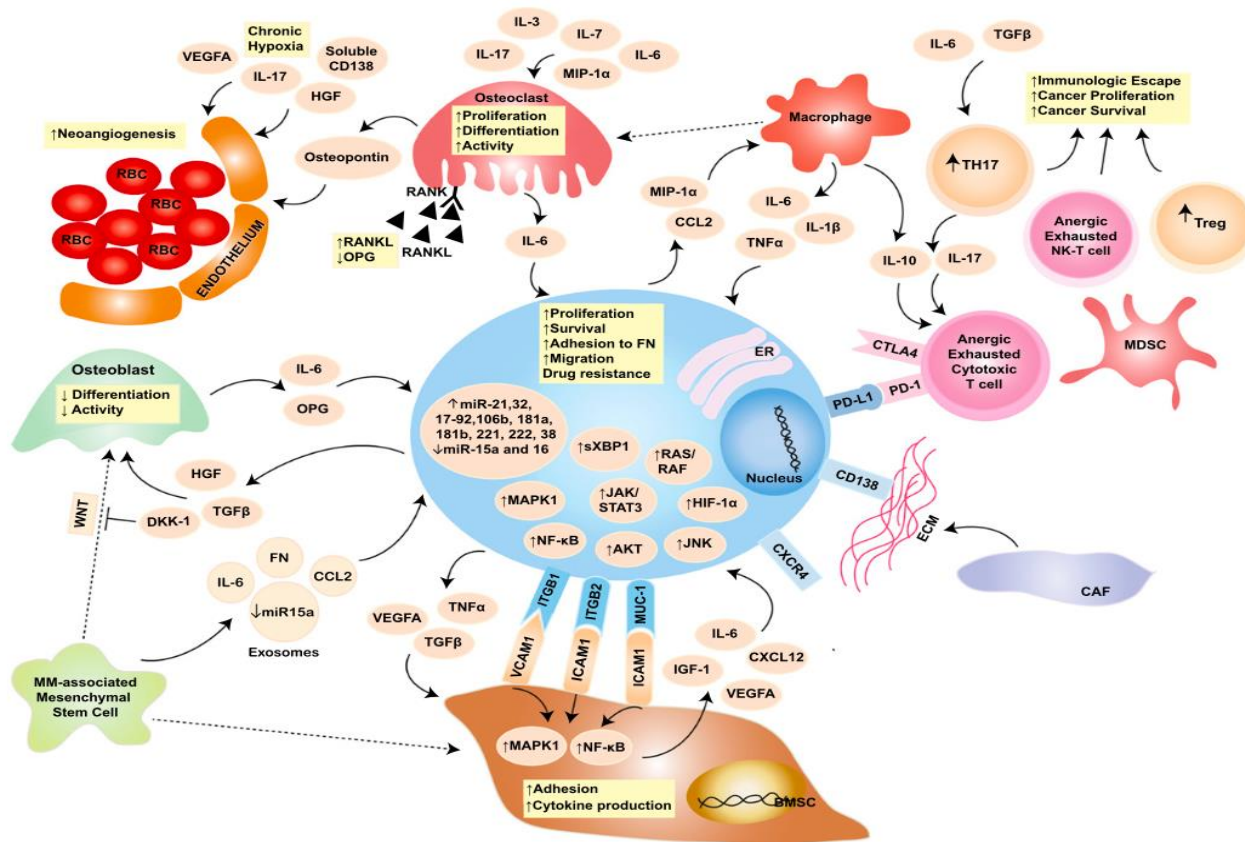 Chronic
Hypoxia
VEGFA
IL-17
Soluble
CD138
HGF
↑Neoangiogenesis
RBC
RBC
RBC
RBC
ENDOTHELIUM
Osteopontin
IL-3
IL-7
IL-17
IL-6
MIP-1α
Osteoclast
↑Proliferation
↑Differentiation
↑Activity
RANK
↑RANKL
↓OPG
RANKL
IL-6
Macrophage
MIP-1α
CCL2
IL-6
IL-1β
TNFα
IL-6
TGFβ
↑Immunologic Escape
↑Cancer Proliferation
↑Cancer Survival
↑TH17
Anergic
Exhausted
NK-T cell
↑Treg
IL-10
IL-17
CTLA4
PD-1
PD-L1
Anergic
Exhausted
Cytotoxic
T cell
MDSC
↑Proliferation
↑Survival
↑Adhesion to FN
↑Migration
Drug resistance
ER
Nucleus
↑miR-21,32,
17-92,106b, 181a,
181b, 221, 222, 38
↓miR-15a and 16
↑sXBP1
↑RAS/
RAF
↑MAPK1
↑JAK/
STAT3
↑HIF-1α
↑NF-κB
↑AKT
↑JNK
CD138
CXCR4
ECM
CAF
Osteoblast
↓ Differentiation
↓ Activity
IL-6
OPG
HGF
TGFβ
DKK-1
WNT
FN
IL-6
CCL2
↓miR15a
Exosomes
MM-associated
Mesenchymal
Stem Cell
VEGFA
TNFα
TGFβ
ITGB1
ITGB2
MUC-1
VCAM1
ICAM1
ICAM1
IL-6
IGF-1
CXCL12
VEGFA
↑MAPK1
↑NF-κB
↑Adhesion
↑Cytokine production
BMSC